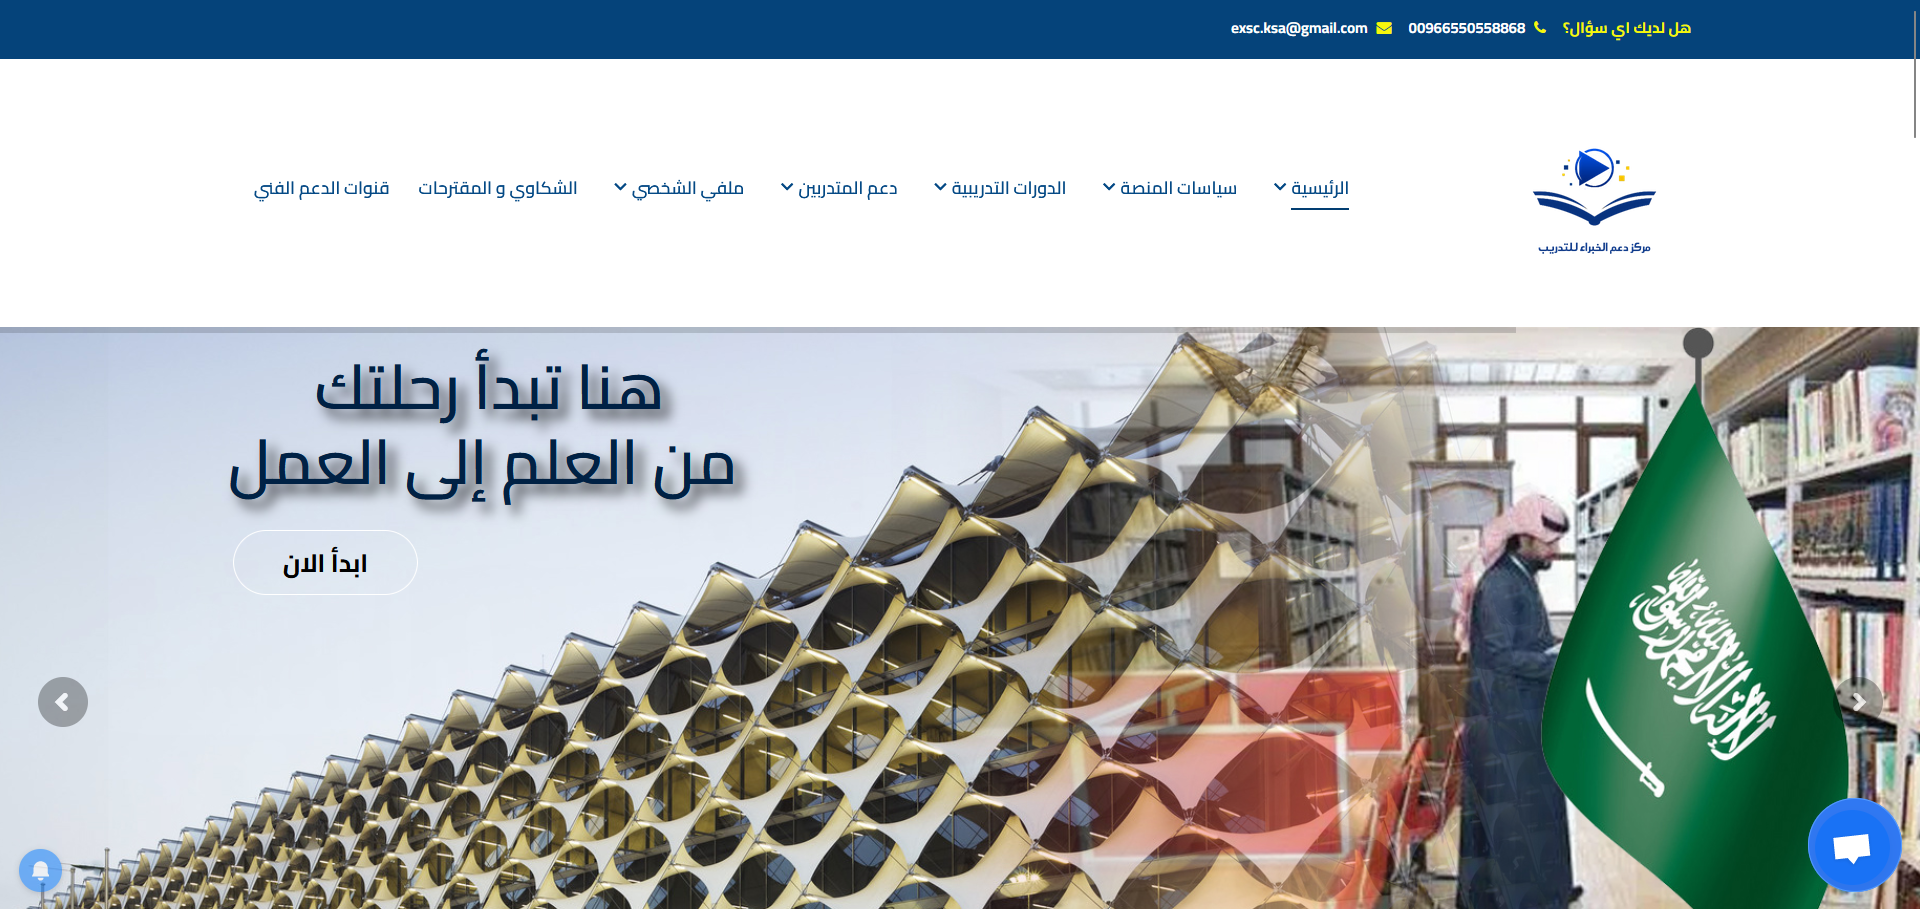 هل لديك اي سؤال؟ 00966550558868 exsc.ksa@gmail.com
مركز دعم الخبراء للتدريب
الرئيسية سياسات المنصة الدورات التدريبية دعم المتدربين ملفي الشخصي الشكاوي و المقترحات قنوات الدعم الفني
هنا تبدأ رحلتك
من العلم إلى العمل
ابدأ الان
لا إله إلا الله محمد رسول الله